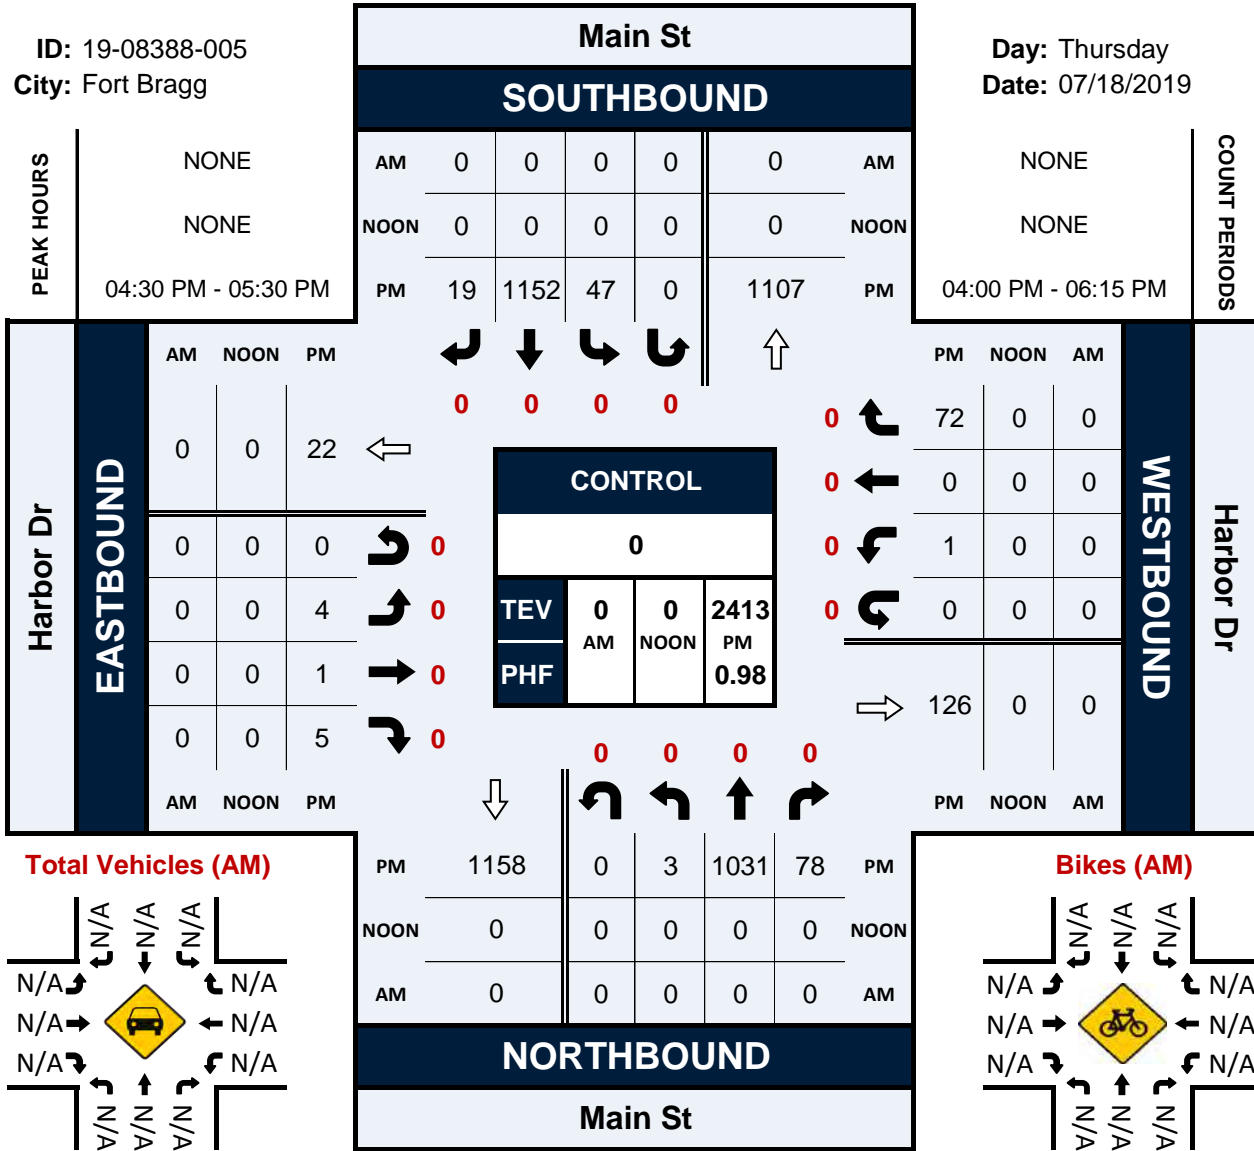 Main St
ID: 19-08388-005
Day: Thursday
City: Fort Bragg
Date: 07/18/2019
SOUTHBOUND
PEAK HOURS
NONE
AM 0 0 0 0 0 AM
NONE
COUNT PERIODS
NONE
NOON 0 0 0 0 0 NOON
NONE
04:30 PM - 05:30 PM
PM 19 1152 47 0 1107 PM
04:00 PM - 06:15 PM
AM NOON PM
PM NOON AM
0 0 0 0
0 72 0 0
0 0 22
CONTROL
0 0 0 0
Harbor Dr
EASTBOUND
WESTBOUND
Harbor Dr
0 0 0 0
0
0 1 0 0
0 0 4 0
TEV 0 0 2413
AM NOON PM
0 0 0 0
0 0 1 0
PHF 0.98
126 0 0
0 0 5 0
0 0 0 0
AM NOON PM
PM NOON AM
Total Vehicles (AM)
PM 1158 0 3 1031 78 PM
Bikes (AM)
NOON 0 0 0 0 0 NOON
AM 0 0 0 0 0 AM
N/A N/A N/A
N/A N/A
N/A N/A
N/A N/A
N/A N/A N/A
N/A N/A N/A
N/A N/A
N/A N/A
N/A N/A
N/A N/A N/A
NORTHBOUND
Main St